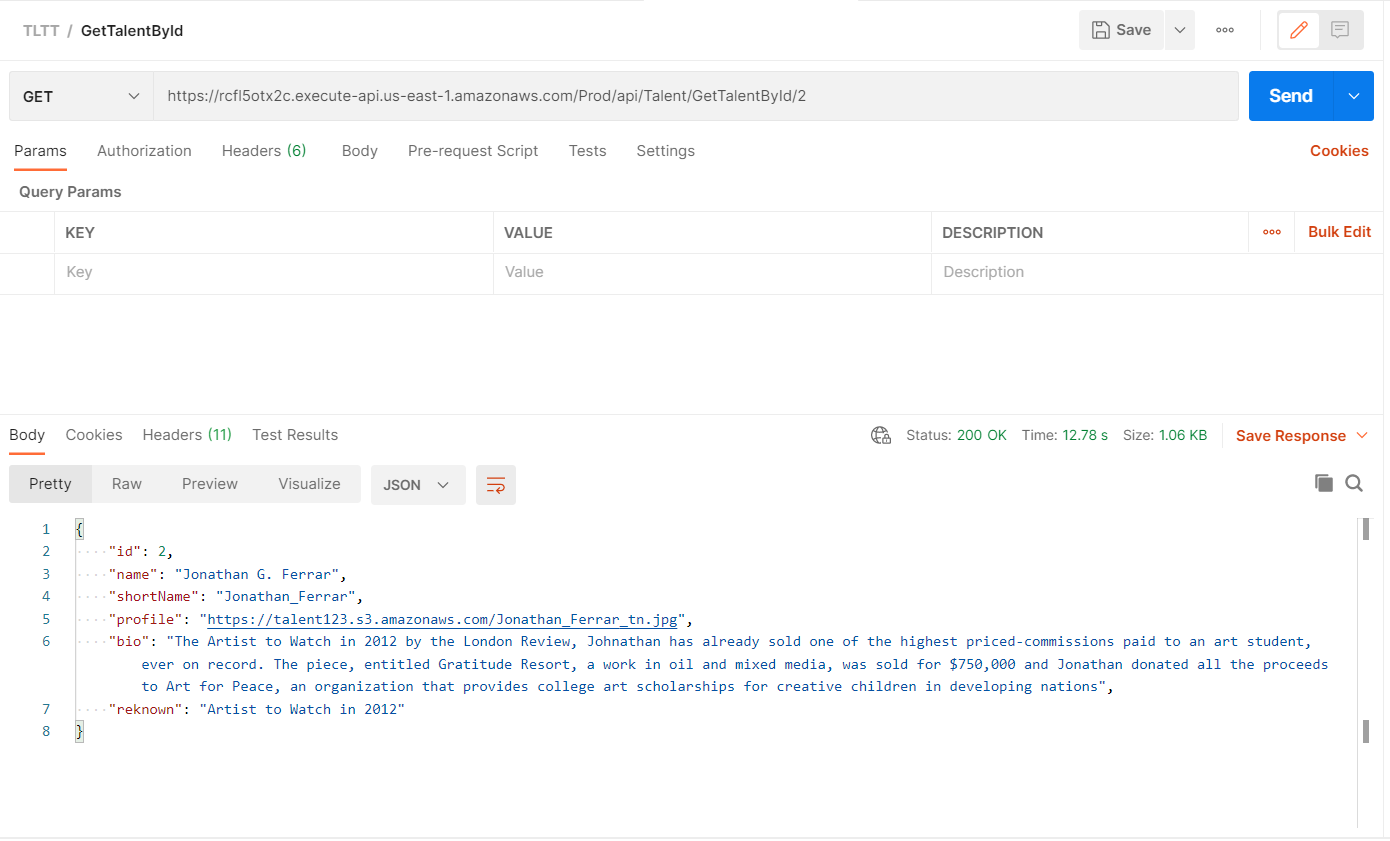 TLTT / GetTalentById
Save
GET
https://rcfl5otx2c.execute-api.us-east-1.amazonaws.com/Prod/api/Talent/GetTalentById/2
Send
Params Authorization Headers (6) Body Pre-request Script Tests Settings Cookies
Query Params
KEY VALUE DESCRIPTION Bulk Edit
Key Value Description
Body Cookies Headers (11) Test Results Status: 200 OK Time: 12.78 s Size: 1.06 KB Save Response
Pretty Raw Preview Visualize JSON
1 {
2 "id": 2,
3 "name": "Jonathan G. Ferrar",
4 "shortName": "Jonathan_Ferrar",
5 "profile": "https://talent123.s3.amazonaws.com/Jonathan_Ferrar_tn.jpg",
6 "bio": "The Artist to Watch in 2012 by the London Review, Johnathan has already sold one of the highest priced-commissions paid to an art student,
ever on record. The piece, entitled Gratitude Resort, a work in oil and mixed media, was sold for $750,000 and Jonathan donated all the proceeds
to Art for Peace, an organization that provides college art scholarships for creative children in developing nations",
7 "reknown": "Artist to Watch in 2012"
8 }